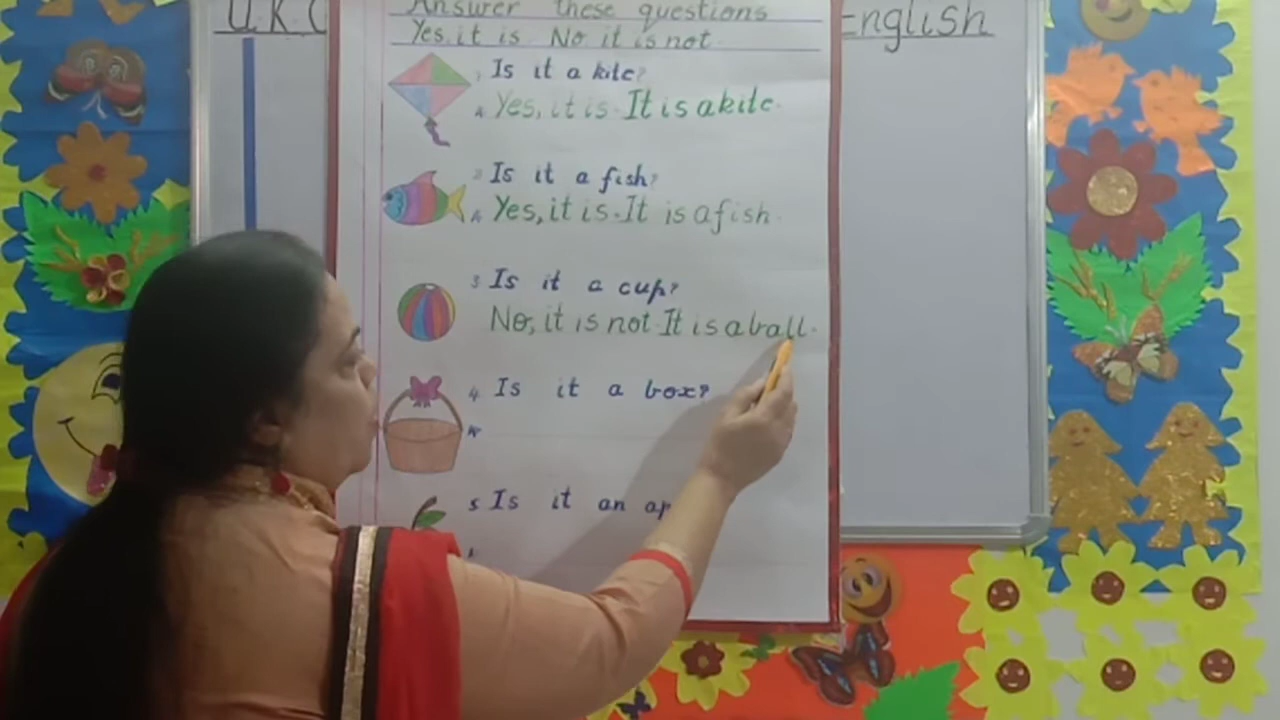 U.K.
English
Answer these questions
Yes, it is No it is not
1 Is it a kite?
A Yes, it is. It is a kite.
2 Is it a fish?
A Yes, it is. It is a fish.
3 Is it a cup?
No, it is not. It is a ball.
4. Is it a box?
A
5 Is it an